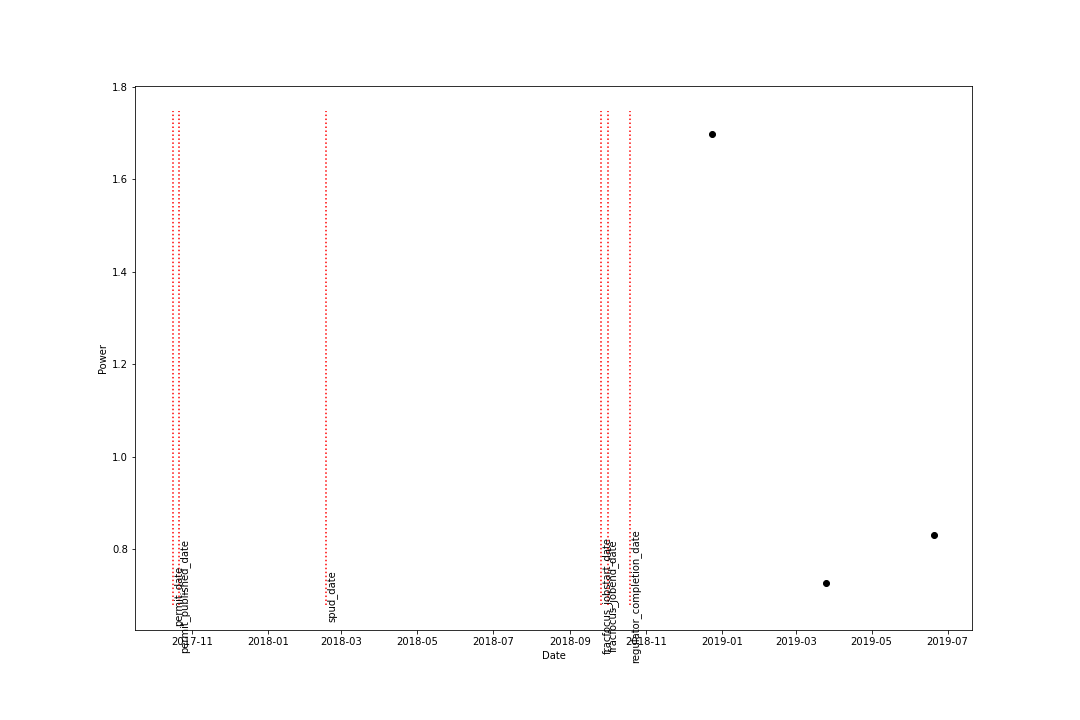 1.8
1.6
1.4
1.2
1.0
0.8
Power
permit_date
permit_published_date
spud_date
fracfocus_jobstart_date
fracfocus_jobend_date
regulator_completion_date
2017-11
2018-01
2018-03
2018-05
2018-07
2018-09
2018-11
2019-01
2019-03
2019-05
2019-07
Date